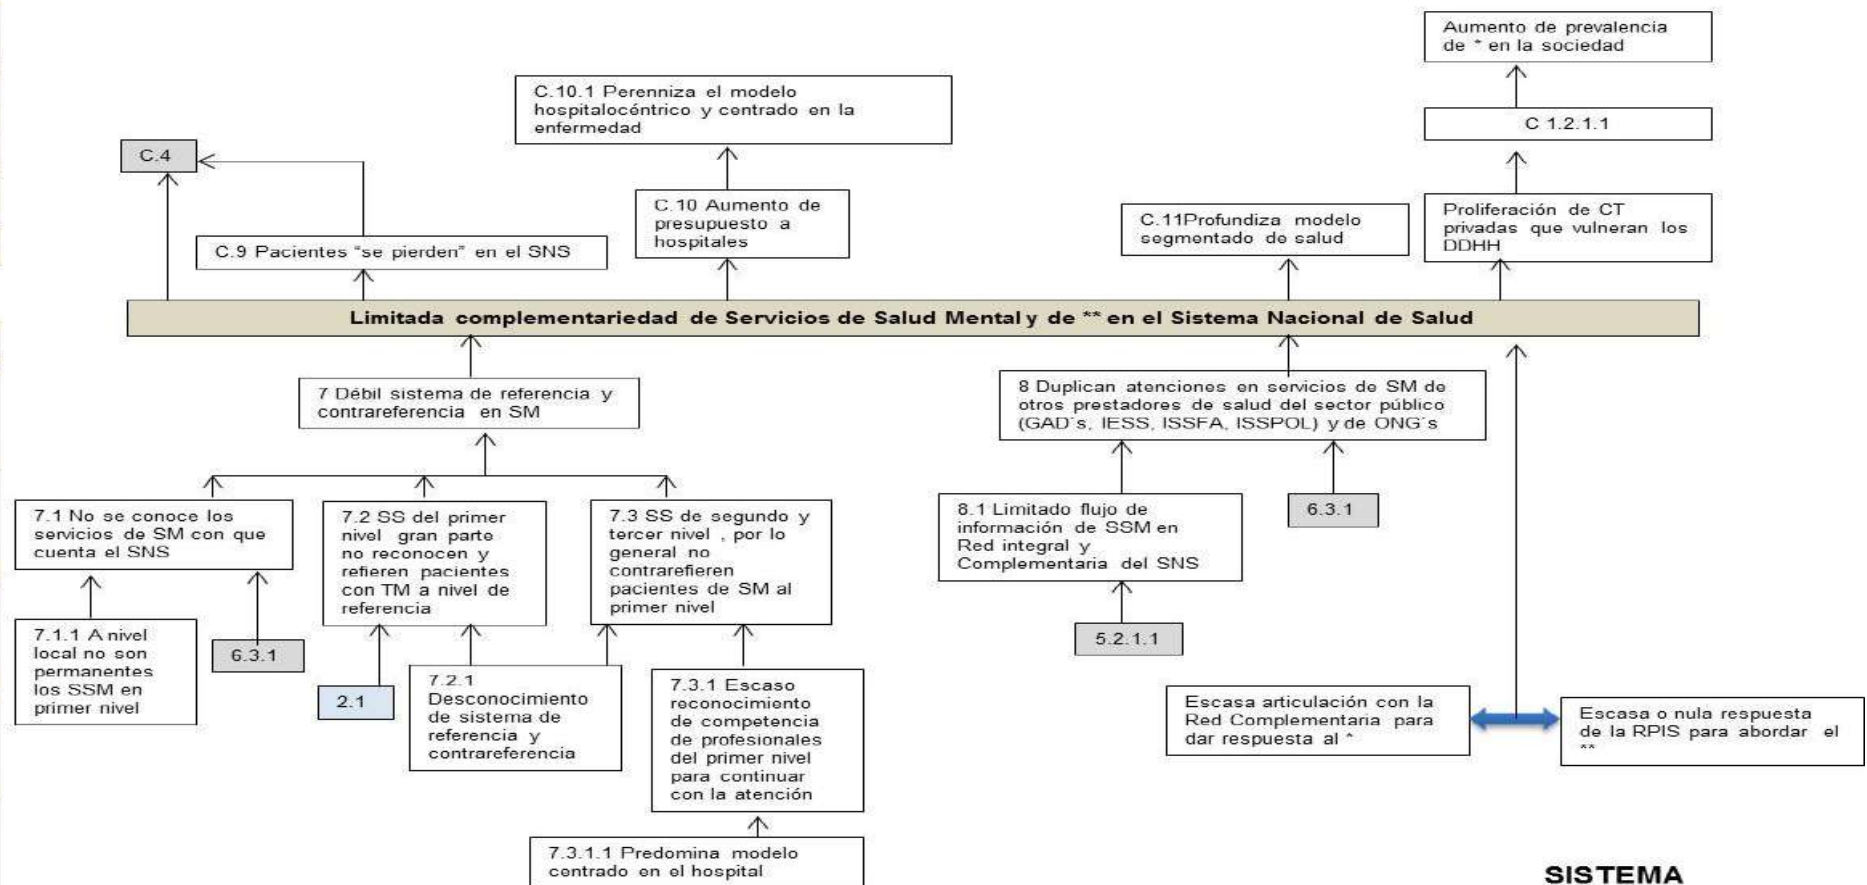 Aumento de prevalencia
de * en la sociedad
C.10.1 Perenniza el modelo
hospitalocéntrico y centrado en la
enfermedad
C 1.2.1.1
C.4
C.10 Aumento de
presupuesto a
hospitales
Proliferación de CT
privadas que vulneran los
DDHH
C.11Profundiza modelo
segmentado de salud
C.9 Pacientes "se pierden" en el SNS
Limitada complementariedad de Servicios de Salud Mental y de ** en el Sistema Nacional de Salud
7 Débil sistema de referencia y
contrareferencia en SM
8 Duplican atenciones en servicios de SM de
otros prestadores de salud del sector público
(GAD´s, IESS, ISSFA, ISSPOL) y de ONG´s
7.1 No se conoce los
servicios de SM con que
cuenta el SNS
7.2 SS del primer
nivel gran parte
no reconocen y
refieren pacientes
con TM a nivel de
referencia
7.3 SS de segundo y
tercer nivel , por lo
general no
contrarefieren
pacientes de SM al
primer nivel
8.1 Limitado flujo de
información de SSM en
Red integral y
Complementaria del SNS
6.3.1
7.1.1 A nivel
local no son
permanentes
los SSM en
primer nivel
6.3.1
2.1
7.2.1
Desconocimiento
de sistema de
referencia y
contrareferencia
7.3.1 Escaso
reconocimiento
de competencia
de profesionales
del primer nivel
para continuar
con la atención
5.2.1.1
Escasa articulación con la
Red Complementaria para
dar respuesta al *
Escasa o nula respuesta
de la RPIS para abordar el
**
7.3.1.1 Predomina modelo
centrado en el hospital
SISTEMA